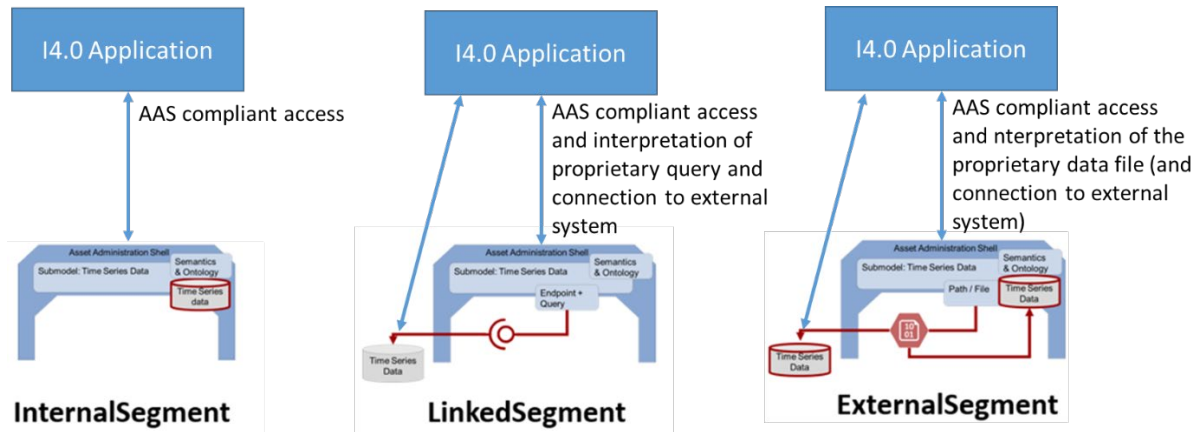 I4.0 Application
AAS compliant access
Asset Administration Shell
Submodel: Time Series Data
Semantics
& Ontology
Time Series
data
InternalSegment
I4.0 Application
AAS compliant access
and interpretation of
proprietary query and
connection to external
system
Asset Administration Shell
Submodel: Time Series Data
Semantics
& Ontology
Endpoint +
Query
Time Series
Data
LinkedSegment
I4.0 Application
AAS compliant access
and nterpretation of the
proprietary data file (and
connection to external
system)
Asset Administration Shell
Submodel: Time Series Data
Semantics
& Ontology
Path / File
Time Series
Data
10
01
Time Series
Data
ExternalSegment